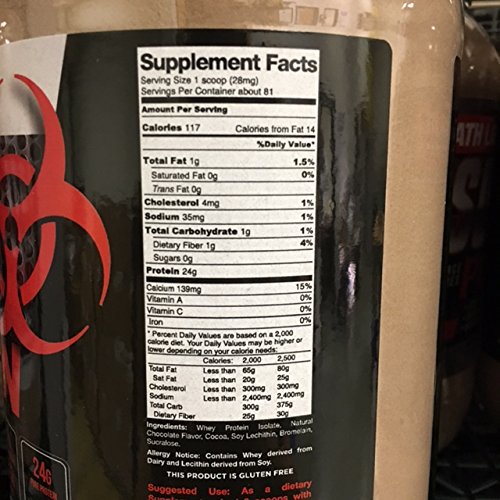 Supplement Facts
Serving Size 1 scoop (28mg)
Servings Per Container about 81
Amount Per Serving
Calories 117 Calories from Fat 14
%Daily Value*
Total Fat 1g 1.5%
Saturated Fat 0g 0%
Trans Fat 0g
Cholesterol 4mg 1%
Sodium 35mg 1%
Total Carbohydrate 1g 1%
Dietary Fiber 1g 4%
Sugars 0g
Protein 24g
Calcium 139mg 15%
Vitamin A 0%
Vitamin C 0%
Iron 0%
* Percent Daily Values are based on a 2,000
calorie diet. Your Daily Values may be higher or
lower depending on your calorie needs:
Calories: 2,000 2,500
Total Fat Less than 65g 80g
Sat Fat Less than 20g 25g
Cholesterol Less than 300mg 300mg
Sodium Less than 2,400mg 2,400mg
Total Carb 300g 375g
Dietary Fiber 25g 30g
Ingredients: Whey Protein Isolate, Natural
Chocolate Flavor, Cocoa, Soy Lechithin, Bromelain,
Sucralose.
Allergy Notice: Contains Whey derived from
Dairy and Lecithin derived from Soy.
THIS PRODUCT IS GLUTEN FREE
Suggested Use: As a dietary
24G